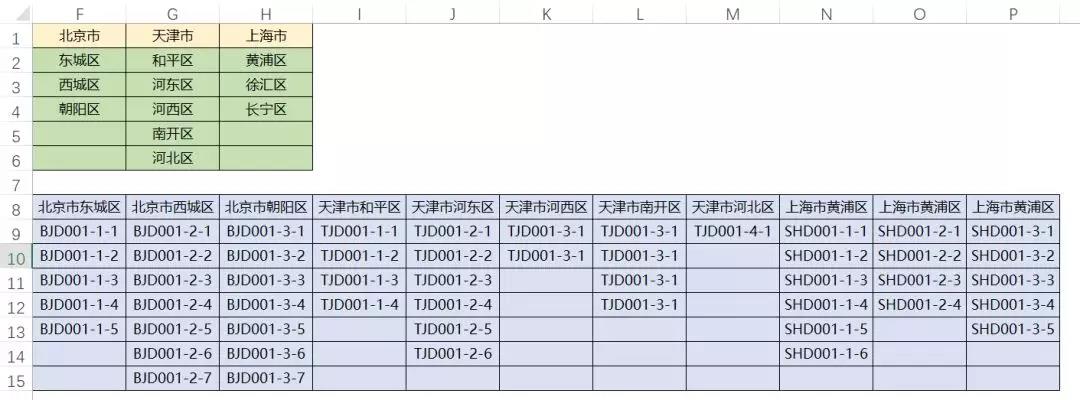 F G H I J K L M N O P
1 北京市 天津市 上海市
2 东城区 和平区 黄浦区
3 西城区 河东区 徐汇区
4 朝阳区 河西区 长宁区
5 南开区
6 河北区
7
8 北京市东城区 北京市西城区 北京市朝阳区 天津市和平区 天津市河东区 天津市河西区 天津市南开区 天津市河北区 上海市黄浦区 上海市黄浦区 上海市黄浦区
9 BJD001-1-1 BJD001-2-1 BJD001-3-1 TJD001-1-1 TJD001-2-1 TJD001-3-1 TJD001-3-1 TJD001-4-1 SHD001-1-1 SHD001-2-1 SHD001-3-1
10 BJD001-1-2 BJD001-2-2 BJD001-3-2 TJD001-1-2 TJD001-2-2 TJD001-3-1 TJD001-3-1 SHD001-1-2 SHD001-2-2 SHD001-3-2
11 BJD001-1-3 BJD001-2-3 BJD001-3-3 TJD001-1-3 TJD001-2-3 TJD001-3-1 SHD001-1-3 SHD001-2-3 SHD001-3-3
12 BJD001-1-4 BJD001-2-4 BJD001-3-4 TJD001-1-4 TJD001-2-4 TJD001-3-1 SHD001-1-4 SHD001-2-4 SHD001-3-4
13 BJD001-1-5 BJD001-2-5 BJD001-3-5 TJD001-2-5 SHD001-1-5 SHD001-3-5
14 BJD001-2-6 BJD001-3-6 TJD001-2-6 SHD001-1-6
15 BJD001-2-7 BJD001-3-7